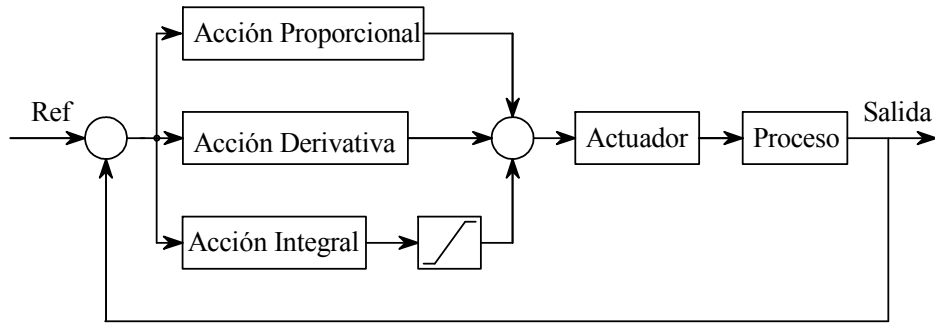 Acción Proporcional
Ref
Acción Derivativa
Actuador
Proceso
Salida
Acción Integral